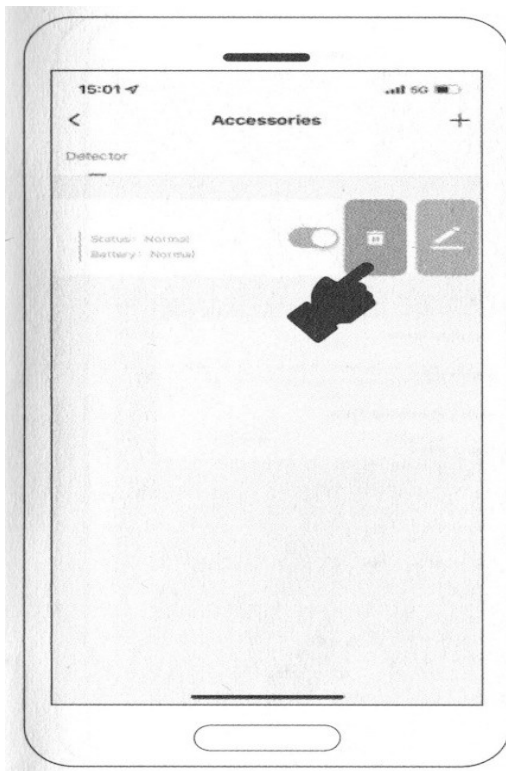 15:01
5G
Accessories
Detector
Status: Normal
Battery: Normal